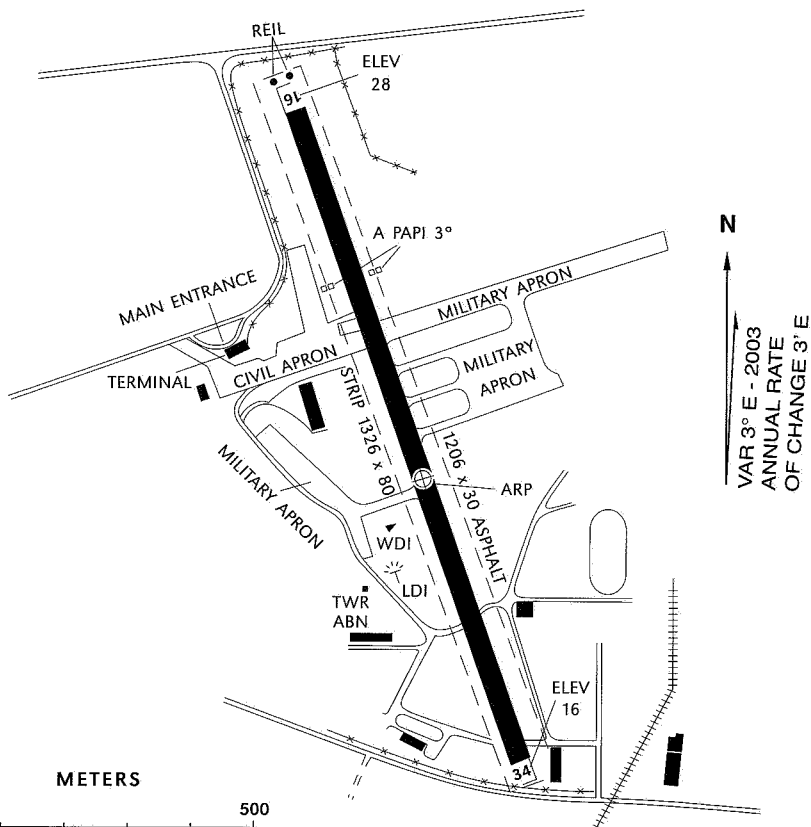 REIL
ELEV
28
16
A PAPI 3°
N
MAIN ENTRANCE
MILITARY APRON
TERMINAL
CIVIL APRON
MILITARY
APRON
STRIP 1326 x 80
1206 x 30 ASPHALT
MILITARY APRON
ARP
WDI
LDI
TWR
ABN
VAR 3° E - 2003
ANNUAL RATE
OF CHANGE 3' E
ELEV
16
34
METERS
500